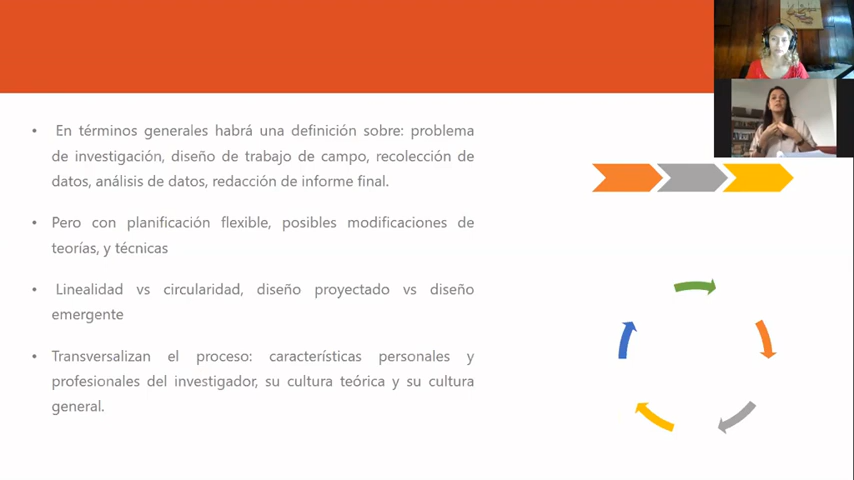 • En términos generales habrá una definición sobre: problema
de investigación, diseño de trabajo de campo, recolección de
datos, análisis de datos, redacción de informe final.
• Pero con planificación flexible, posibles modificaciones de
teorías, y técnicas
• Linealidad vs circularidad, diseño proyectado vs diseño
emergente
• Transversalizan el proceso: características personales y
profesionales del investigador, su cultura teórica y su cultura
general.